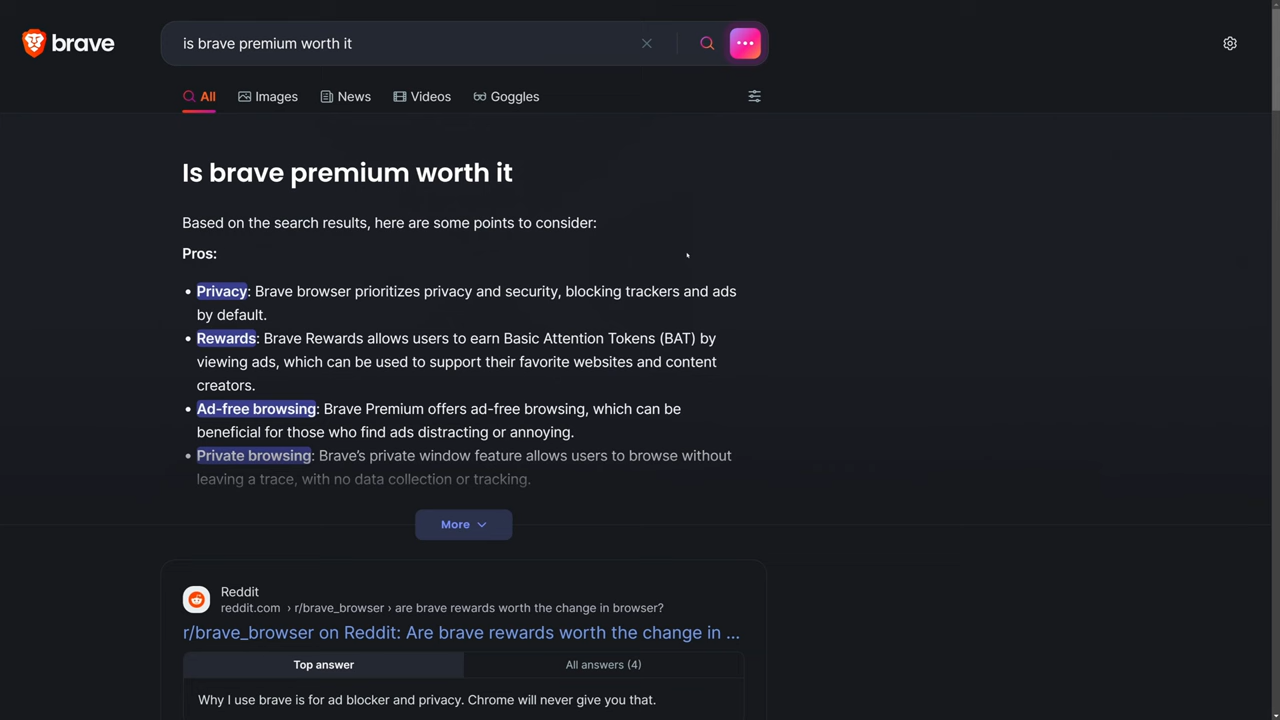 brave
is brave premium worth it
All Images News Videos Goggles
Is brave premium worth it
Based on the search results, here are some points to consider:
Pros:
• Privacy: Brave browser prioritizes privacy and security, blocking trackers and ads
by default.
• Rewards: Brave Rewards allows users to earn Basic Attention Tokens (BAT) by
viewing ads, which can be used to support their favorite websites and content
creators.
• Ad-free browsing: Brave Premium offers ad-free browsing, which can be
beneficial for those who find ads distracting or annoying.
• Private browsing: Brave’s private window feature allows users to browse without
leaving a trace, with no data collection or tracking.
More
Reddit
reddit.com › r/brave_browser › are brave rewards worth the change in browser?
r/brave_browser on Reddit: Are brave rewards worth the change in ...
Top answer All answers (4)
Why I use brave is for ad blocker and privacy. Chrome will never give you that.